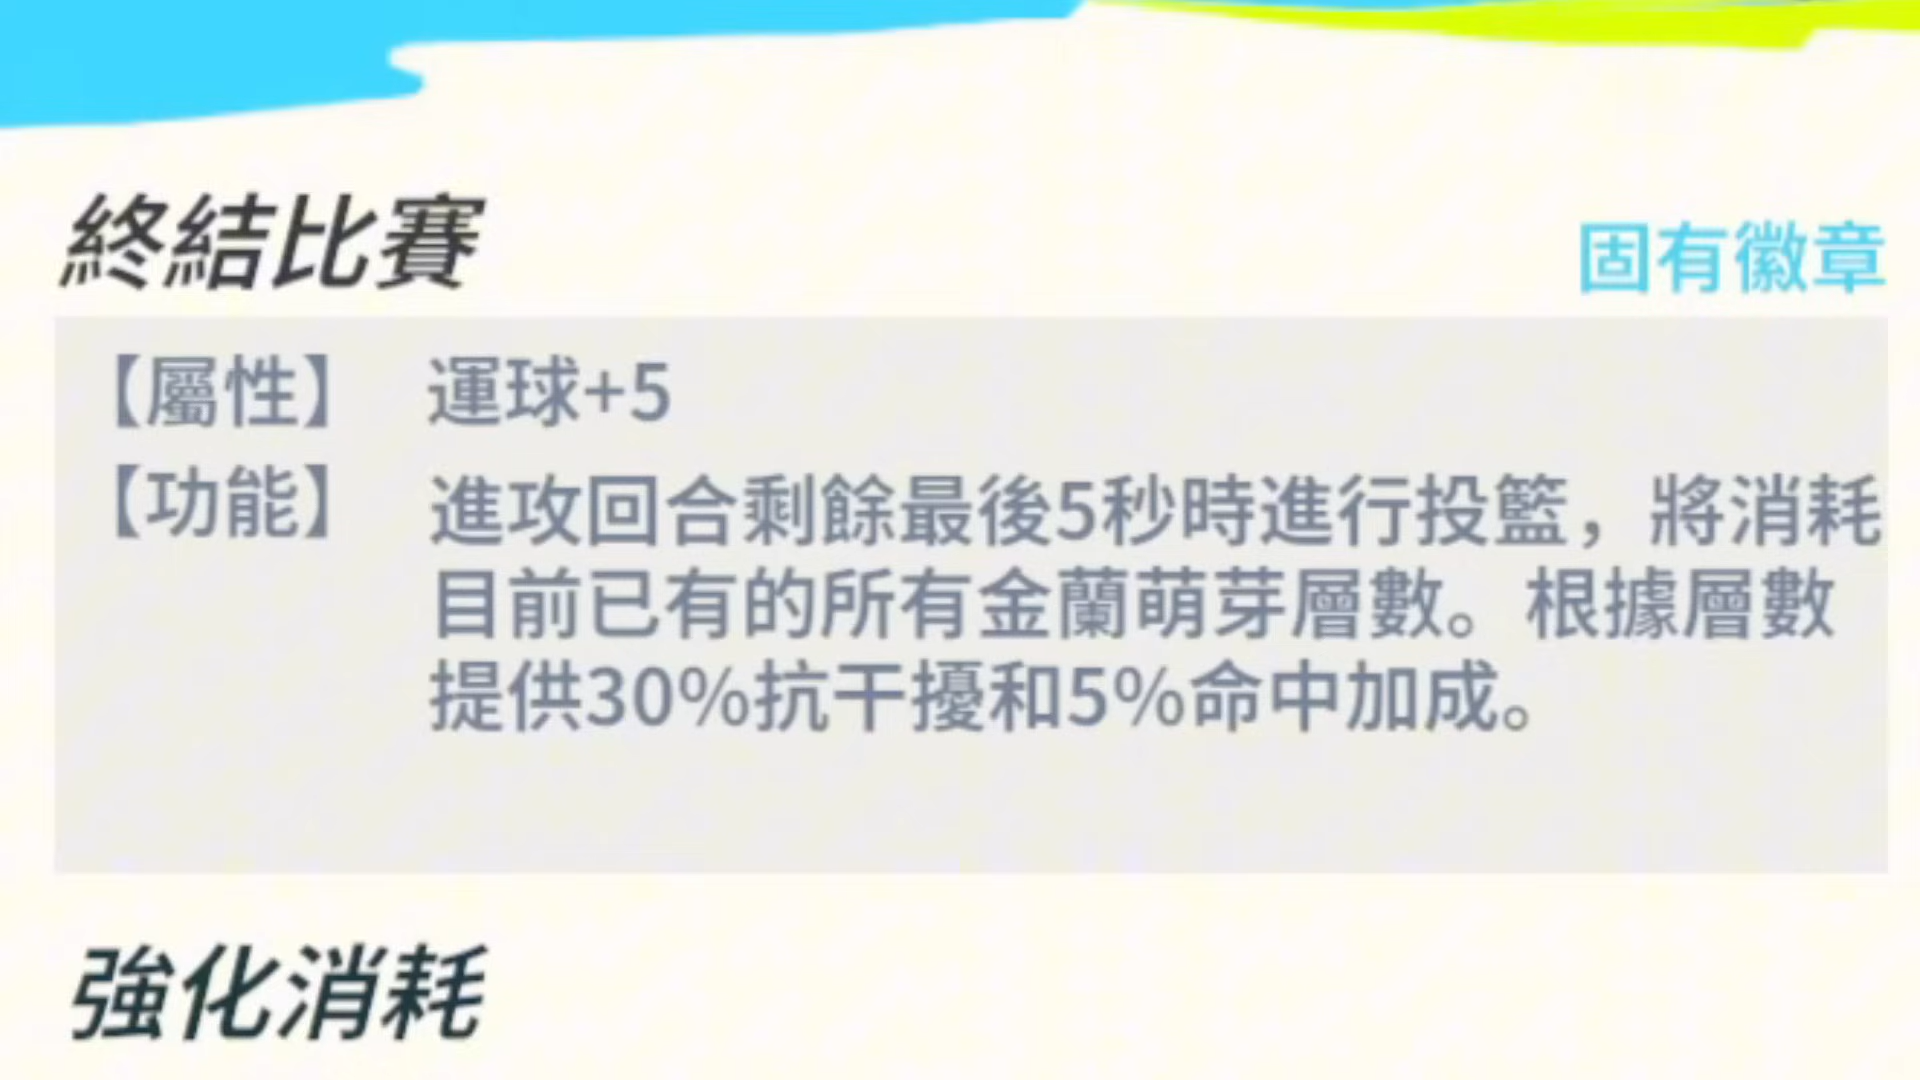 終結比賽
固有徽章
【屬性】 運球+5
【功能】 進攻回合剩餘最後5秒時進行投籃，將消耗
目前已有的所有金蘭萌芽層數。根據層數
提供30%抗干擾和5%命中加成。
強化消耗